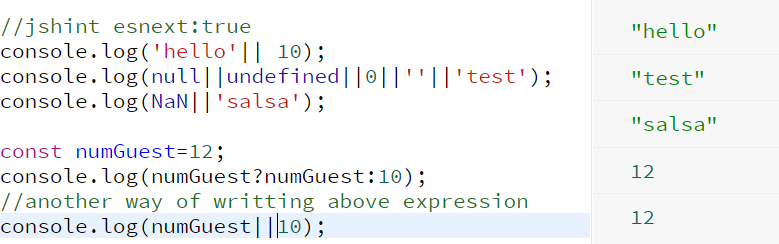 //jshint esnext:true
console.log('hello'|| 10);
console.log(null||undefined||0||''||'test');
console.log(NaN||'salsa');
const numGuest=12;
console.log(numGuest?numGuest:10);
//another way of writting above expression
console.log(numGuest||10);
"hello"
"test"
"salsa"
12
12